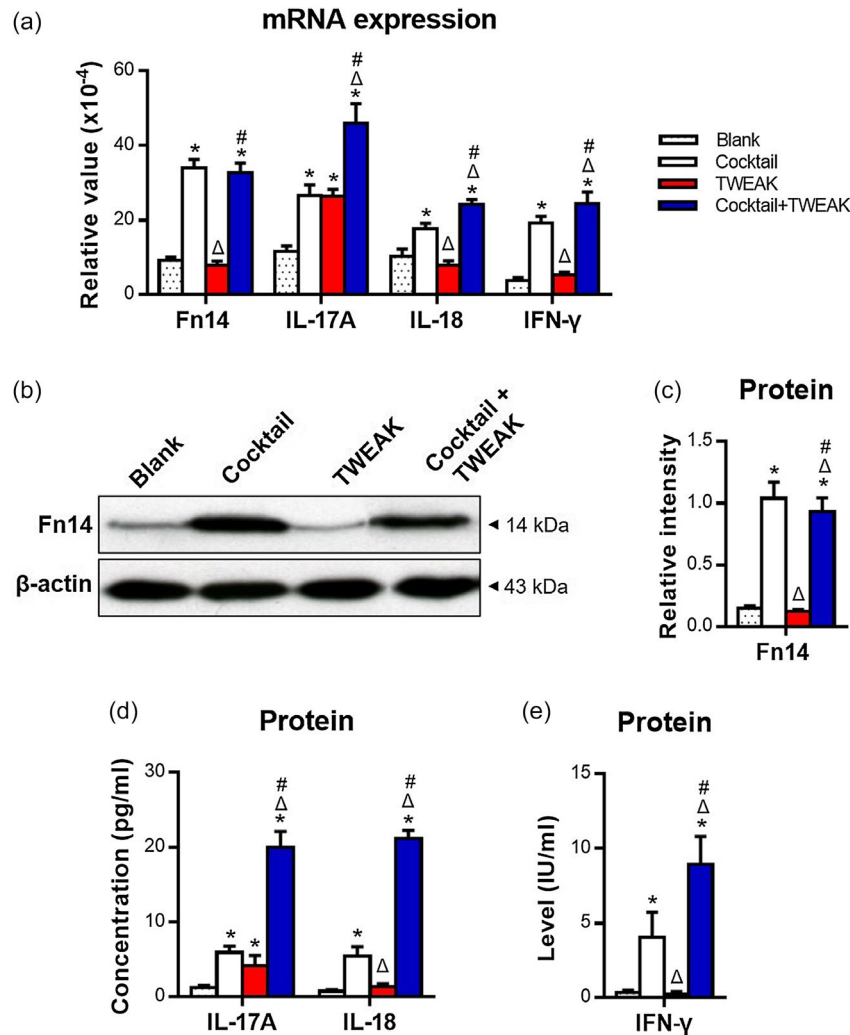 (a)
mRNA expression
Relative value (x10⁻⁴)
60
40
20
0
* # *
* * # Δ *
* Δ # Δ *
* Δ # Δ *
Δ
Fn14 IL-17A IL-18 IFN-γ
Blank
Cocktail
TWEAK
Cocktail+TWEAK
(b)
Blank
Cocktail
TWEAK
Cocktail +
TWEAK
Fn14
◄ 14 kDa
β-actin
◄ 43 kDa
(c)
Protein
Relative intensity
1.5
1.0
0.5
0.0
* Δ # Δ *
Fn14
(d)
Protein
Concentration (pg/ml)
30
20
10
0
* * # Δ *
* Δ # Δ *
IL-17A IL-18
(e)
Protein
Level (IU/ml)
15
10
5
0
* Δ # Δ *
IFN-γ